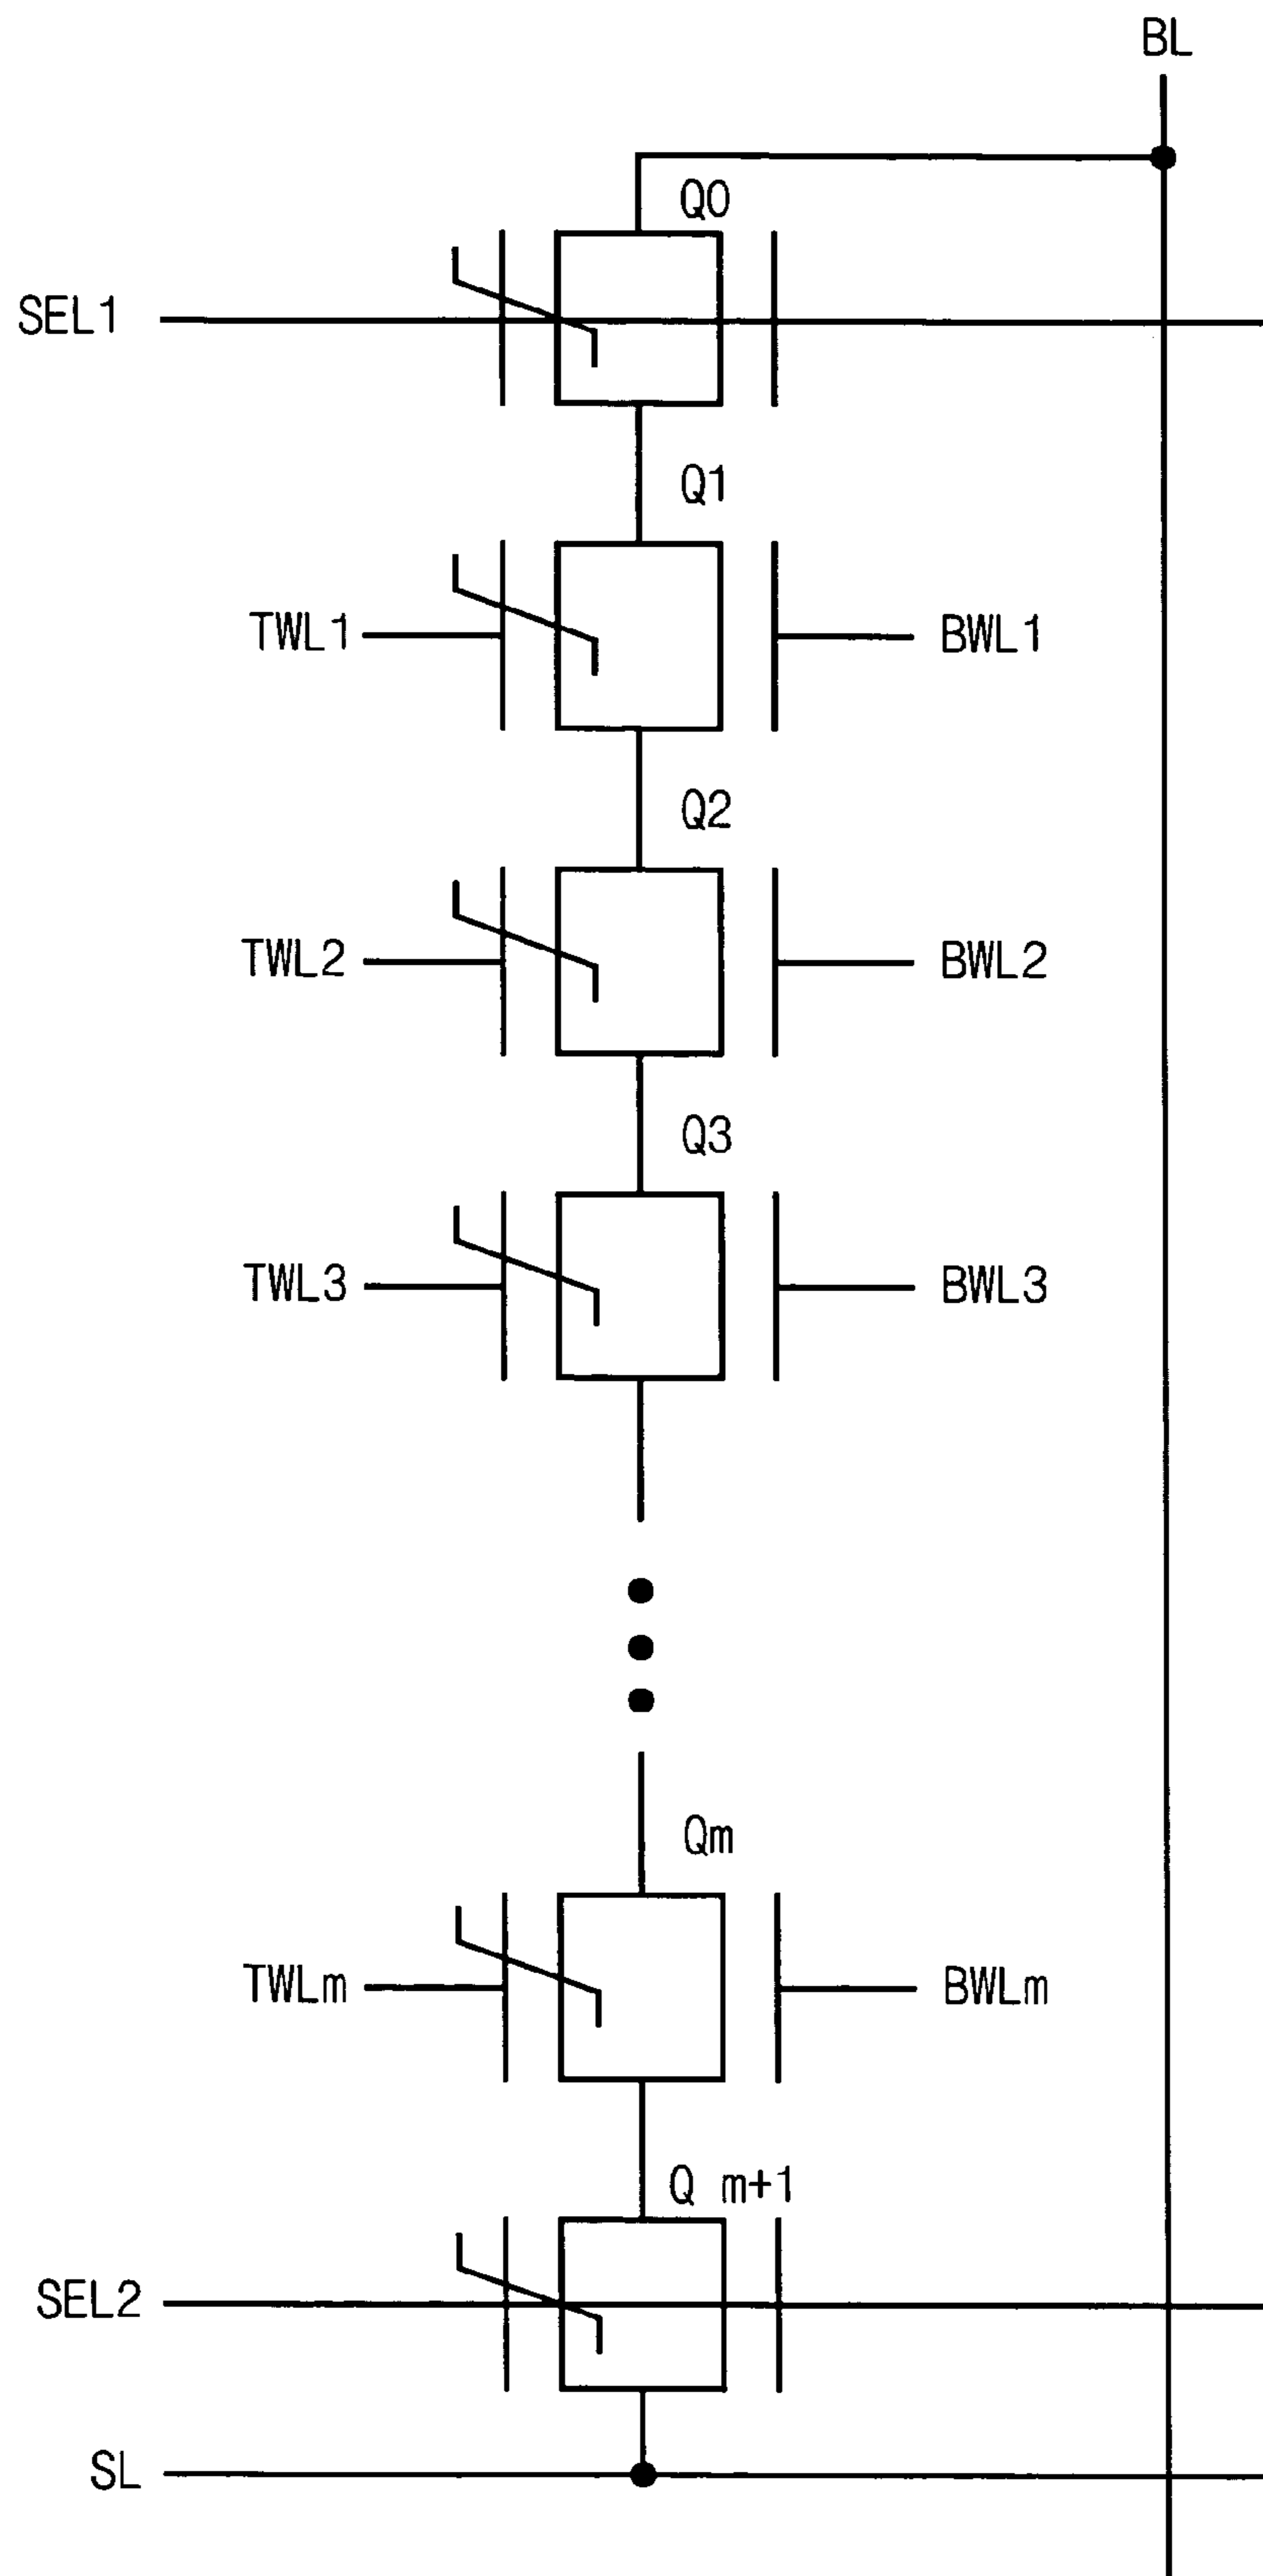 BL
Q0
SEL1
Q1
TWL1 BWL1
Q2
TWL2 BWL2
Q3
TWL3 BWL3
Qm
TWLm BWLm
Q m+1
SEL2
SL